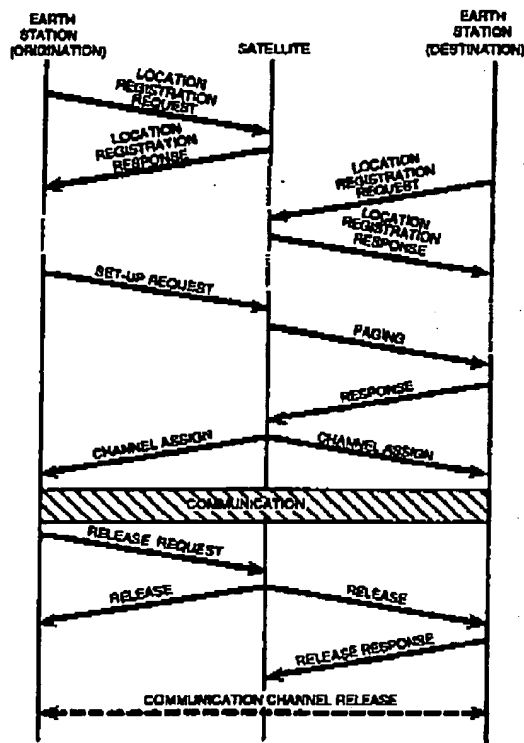 EARTH
STATION
(ORIGINATION)
SATELLITE
EARTH
STATION
(DESTINATION)
LOCATION
REGISTRATION
REQUEST
LOCATION
REGISTRATION
RESPONSE
LOCATION
REGISTRATION
REQUEST
LOCATION
REGISTRATION
RESPONSE
SET-UP REQUEST
PAGING
RESPONSE
CHANNEL ASSIGN
CHANNEL ASSIGN
COMMUNICATION
RELEASE REQUEST
RELEASE
RELEASE
RELEASE RESPONSE
COMMUNICATION CHANNEL RELEASE